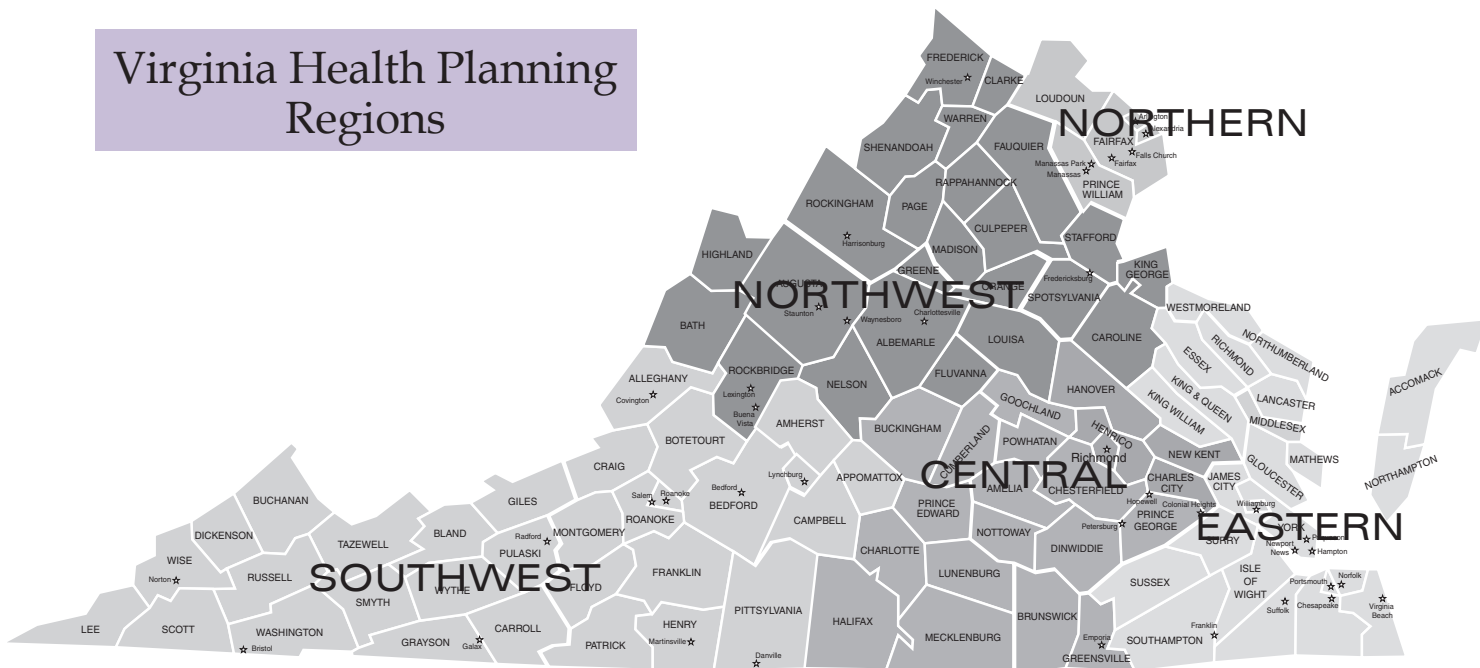 Virginia Health Planning
Regions
FREDERICK
Winchester
CLARKE
LOUDOUN
NORTHERN
Arlington
Alexandria
WARREN
SHENANDOAH
FAUQUIER
FAIRFAX
Falls Church
Fairfax
Manassas Park
Manassas
PRINCE
WILLIAM
RAPPAHANNOCK
PAGE
ROCKINGHAM
Harrisonburg
CULPEPER
MADISON
STAFFORD
HIGHLAND
GREENE
KING
GEORGE
Fredericksburg
AUGUSTA
NORTHWEST
ORANGE
SPOTSYLVANIA
WESTMORELAND
Staunton
Waynesboro
Charlottesville
BATH
ALBEMARLE
LOUISA
CAROLINE
ESSEX
RICHMOND
NORTHUMBERLAND
ALLEGHANY
Covington
ROCKBRIDGE
Lexington
Buena
Vista
NELSON
FLUVANNA
HANOVER
KING & QUEEN
KING WILLIAM
LANCASTER
MIDDLESEX
ACCOMACK
GOOCHLAND
AMHERST
BUCKINGHAM
CUMBERLAND
POWHATAN
HENRICO
Richmond
NEW KENT
GLOUCESTER
MATHEWS
NORTHAMPTON
BOTETOURT
CRAIG
APPOMATTOX
CENTRAL
AMELIA
CHESTERFIELD
CHARLES
CITY
JAMES
CITY
Lynchburg
Bedford
BEDFORD
Salem
Roanoke
ROANOKE
GILES
BUCHANAN
PRINCE
EDWARD
Hopewell
Colonial Heights
PRINCE
GEORGE
Petersburg
Williamburg
EASTERN
YORK
Newport
News
Hampton
SURRY
DICKENSON
TAZEWELL
BLAND
Radford
MONTGOMERY
PULASKI
CAMPBELL
NOTTOWAY
DINWIDDIE
CHARLOTTE
WISE
Norton
RUSSELL
SOUTHWEST
SMYTH
WYTHE
FLOYD
FRANKLIN
LUNENBURG
SUSSEX
ISLE
OF
WIGHT
Portsmouth
Norfolk
Chesapeake
Virginia
Beach
Suffolk
LEE
SCOTT
WASHINGTON
Bristol
GRAYSON
Galax
CARROLL
PATRICK
HENRY
Martinsville
PITTSYLVANIA
Danville
HALIFAX
MECKLENBURG
BRUNSWICK
Emporia
GREENSVILLE
SOUTHAMPTON
Franklin